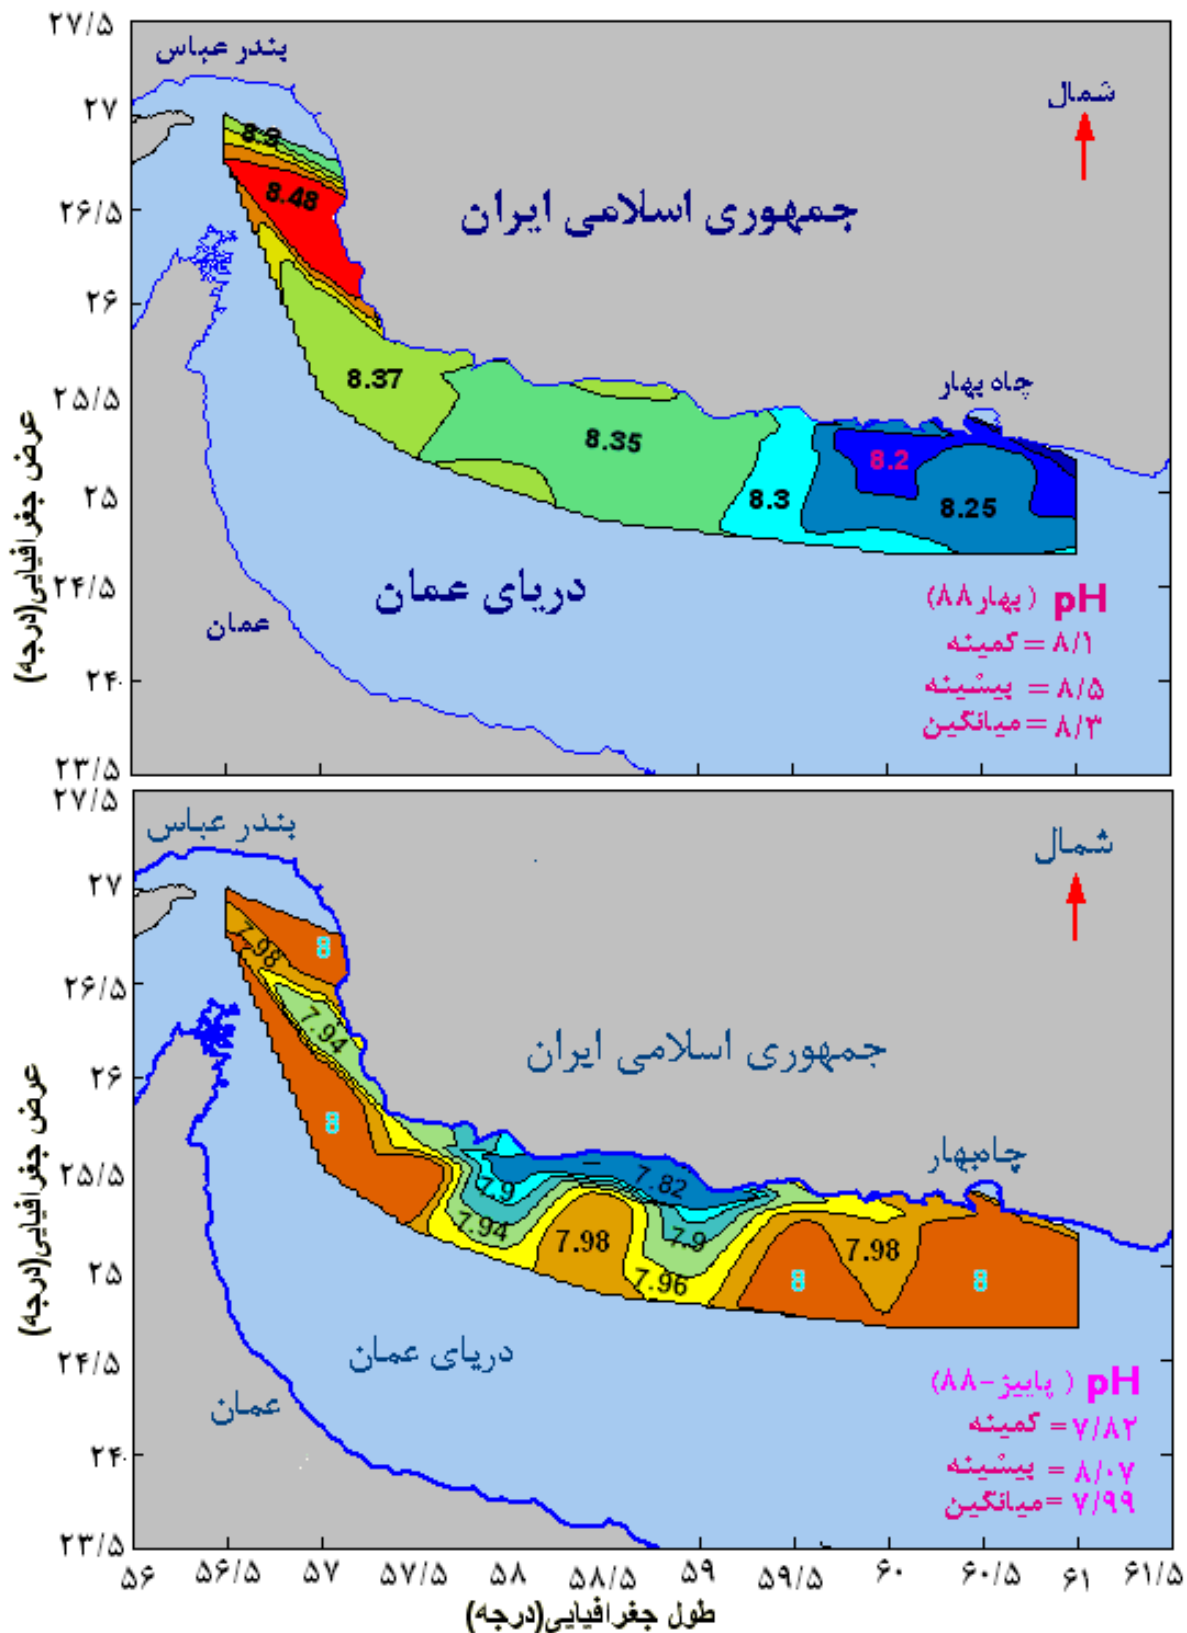 ۲۷/۵
بندر عباس
۲۷
شمال
8.3
8.48
۲۶/۵
جمهوری اسلامی ایران
۲۶
8.37
۲۵/۵
چاه بهار
8.35
8.2
8.3
8.25
۲۵
عرض جغرافیایی(درجه)
۲۴/۵
دریای عمان
pH (بهار۸۸)
عمان
کمینه = ۸/۱
۲۴
بیشینه = ۸/۵
میانگین = ۸/۳
۲۳/۵
۲۷/۵
بندر عباس
شمال
۲۷
8
7.98
۲۶/۵
7.94
جمهوری اسلامی ایران
۲۶
8
چابهار
۲۵/۵
7.9
7.82
7.94
7.98
7.9
7.98
7.96
8
8
۲۵
عرض جغرافیایی(درجه)
دریای عمان
۲۴/۵
pH (پاییز-۸۸)
عمان
کمینه = ۷/۸۲
۲۴
بیشینه = ۸/۰۷
میانگین = ۷/۹۹
۲۳/۵
۵۶ ۵۶/۵ ۵۷ ۵۷/۵ ۵۸ ۵۸/۵ ۵۹ ۵۹/۵ ۶۰ ۶۰/۵ ۶۱ ۶۱/۵
طول جغرافیایی(درجه)